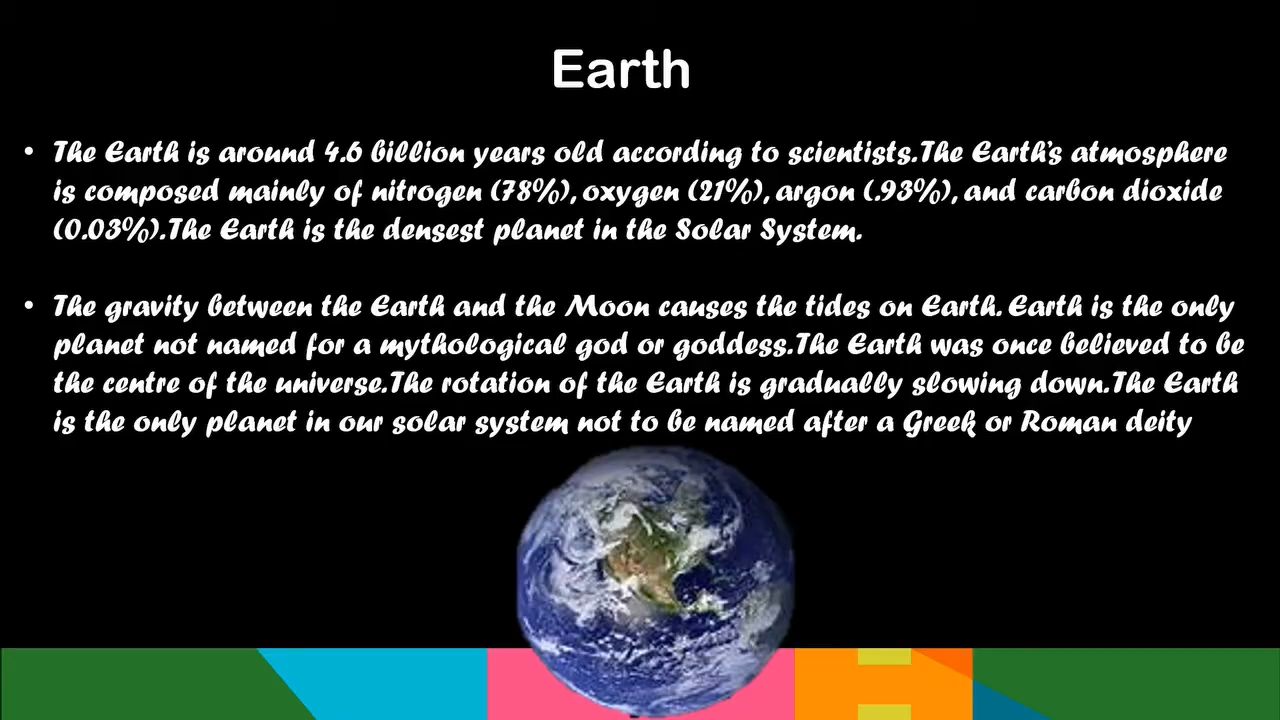 Earth
• The Earth is around 4.6 billion years old according to scientists.The Earth's atmosphere
is composed mainly of nitrogen (78%), oxygen (21%), argon (.93%), and carbon dioxide
(0.03%).The Earth is the densest planet in the Solar System.
• The gravity between the Earth and the Moon causes the tides on Earth. Earth is the only
planet not named for a mythological god or goddess.The Earth was once believed to be
the centre of the universe.The rotation of the Earth is gradually slowing down.The Earth
is the only planet in our solar system not to be named after a Greek or Roman deity